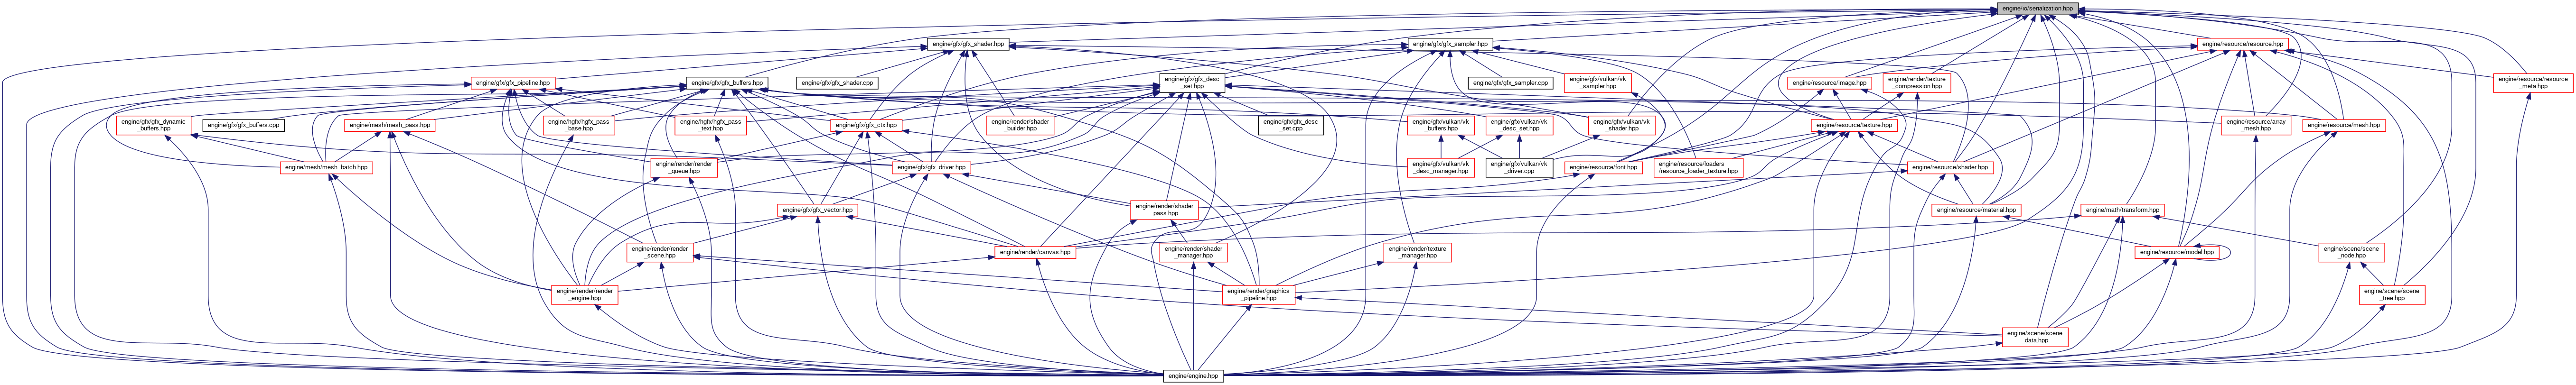 engine/io/serialization.hpp
engine/gfx/gfx_shader.hpp
engine/gfx/gfx_sampler.hpp
engine/resource/resource.hpp
engine/gfx/gfx_pipeline.hpp
engine/gfx/gfx_buffers.hpp
engine/gfx/gfx_shader.cpp
engine/gfx/gfx_desc
_set.hpp
engine/gfx/gfx_sampler.cpp
engine/gfx/vulkan/vk
_sampler.hpp
engine/resource/image.hpp
engine/render/texture
_compression.hpp
engine/resource/resource
_meta.hpp
engine/gfx/gfx_dynamic
_buffers.hpp
engine/gfx/gfx_buffers.cpp
engine/mesh/mesh_pass.hpp
engine/hgfx/hgfx_pass
_base.hpp
engine/hgfx/hgfx_pass
_text.hpp
engine/gfx/gfx_ctx.hpp
engine/render/shader
_builder.hpp
engine/gfx/gfx_desc
_set.cpp
engine/gfx/vulkan/vk
_buffers.hpp
engine/gfx/vulkan/vk
_desc_set.hpp
engine/gfx/vulkan/vk
_shader.hpp
engine/resource/texture.hpp
engine/resource/array
_mesh.hpp
engine/resource/mesh.hpp
engine/mesh/mesh_batch.hpp
engine/render/render
_queue.hpp
engine/gfx/gfx_driver.hpp
engine/gfx/vulkan/vk
_desc_manager.hpp
engine/gfx/vulkan/vk
_driver.cpp
engine/resource/font.hpp
engine/resource/loaders
/resource_loader_texture.hpp
engine/resource/shader.hpp
engine/gfx/gfx_vector.hpp
engine/render/shader
_pass.hpp
engine/resource/material.hpp
engine/math/transform.hpp
engine/render/render
_scene.hpp
engine/render/canvas.hpp
engine/render/shader
_manager.hpp
engine/render/texture
_manager.hpp
engine/resource/model.hpp
engine/scene/scene
_node.hpp
engine/render/render
_engine.hpp
engine/render/graphics
_pipeline.hpp
engine/scene/scene
_tree.hpp
engine/scene/scene
_data.hpp
engine/engine.hpp